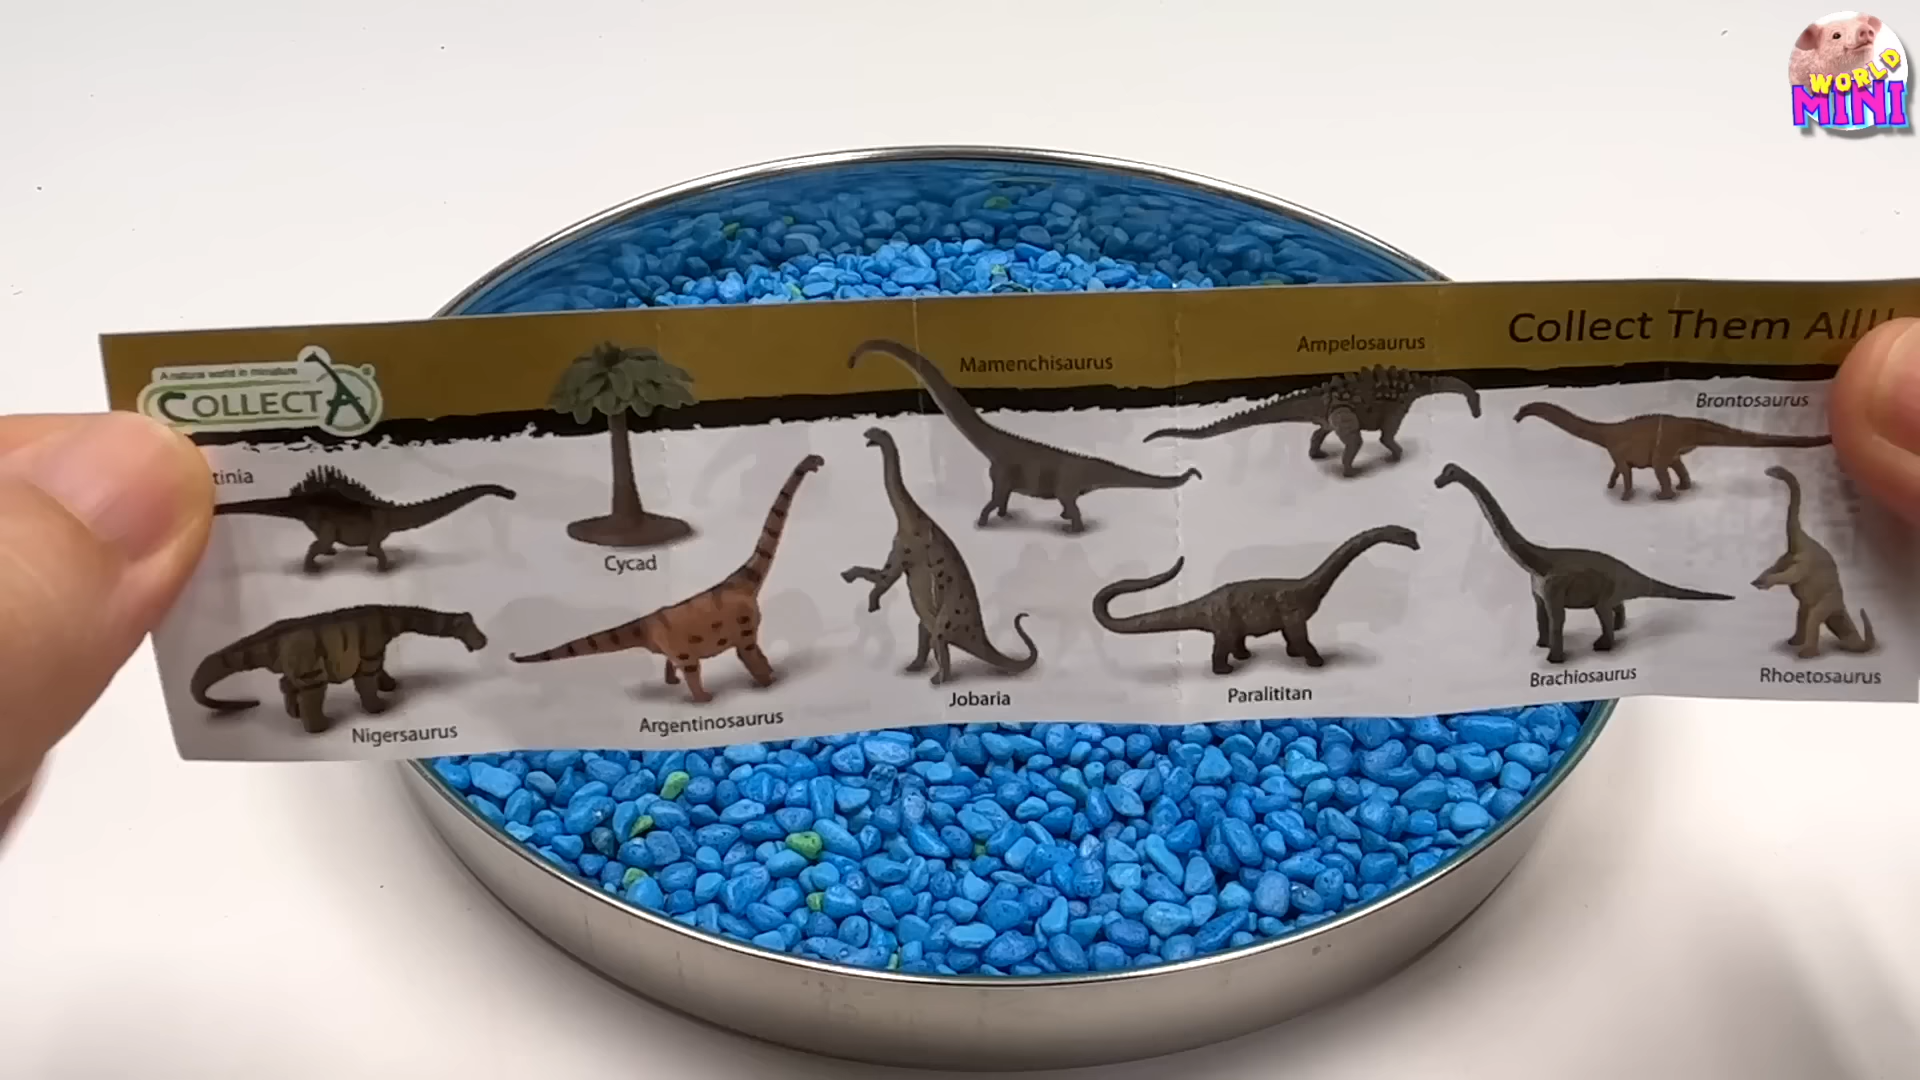 WORLD
MINI
Collect Them All!!
A natural world in miniature
COLLECTA
Mamenchisaurus
Ampelosaurus
Brontosaurus
tinia
Cycad
Nigersaurus
Argentinosaurus
Jobaria
Paralititan
Brachiosaurus
Rhoetosaurus